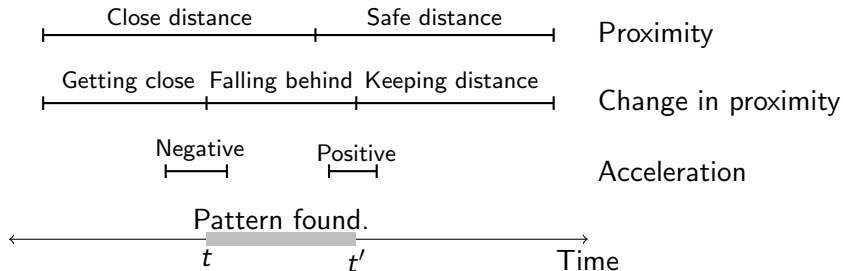 Close distance Safe distance Proximity
Getting close Falling behind Keeping distance Change in proximity
Negative Positive Acceleration
Pattern found.
t t′ Time